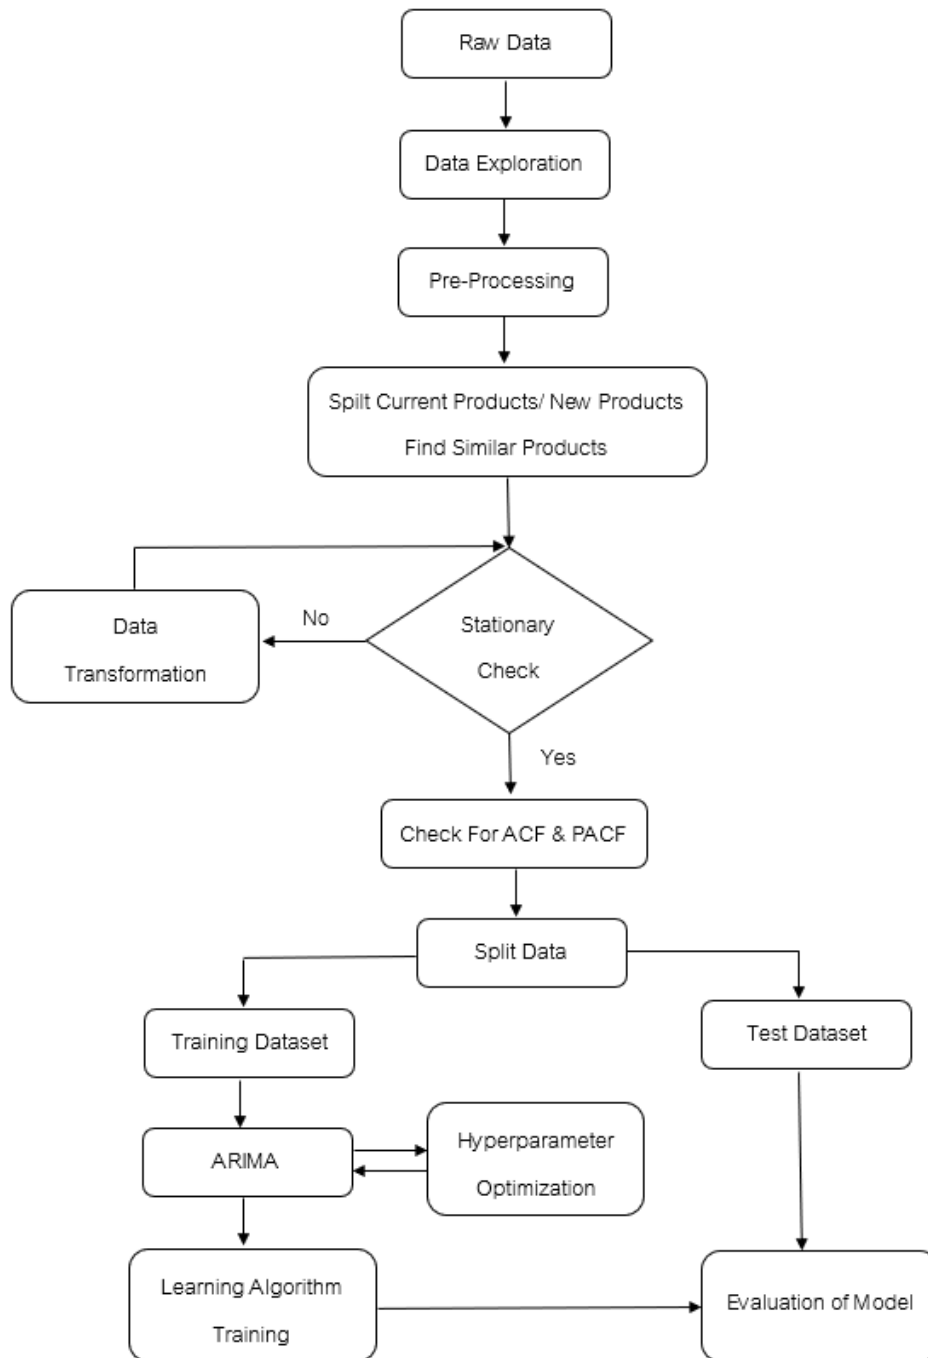 Raw Data
Data Exploration
Pre-Processing
Spilt Current Products/ New Products
Find Similar Products
Stationary
Check
No
Data
Transformation
Yes
Check For ACF & PACF
Split Data
Training Dataset
Test Dataset
ARIMA
Hyperparameter
Optimization
Learning Algorithm
Training
Evaluation of Model